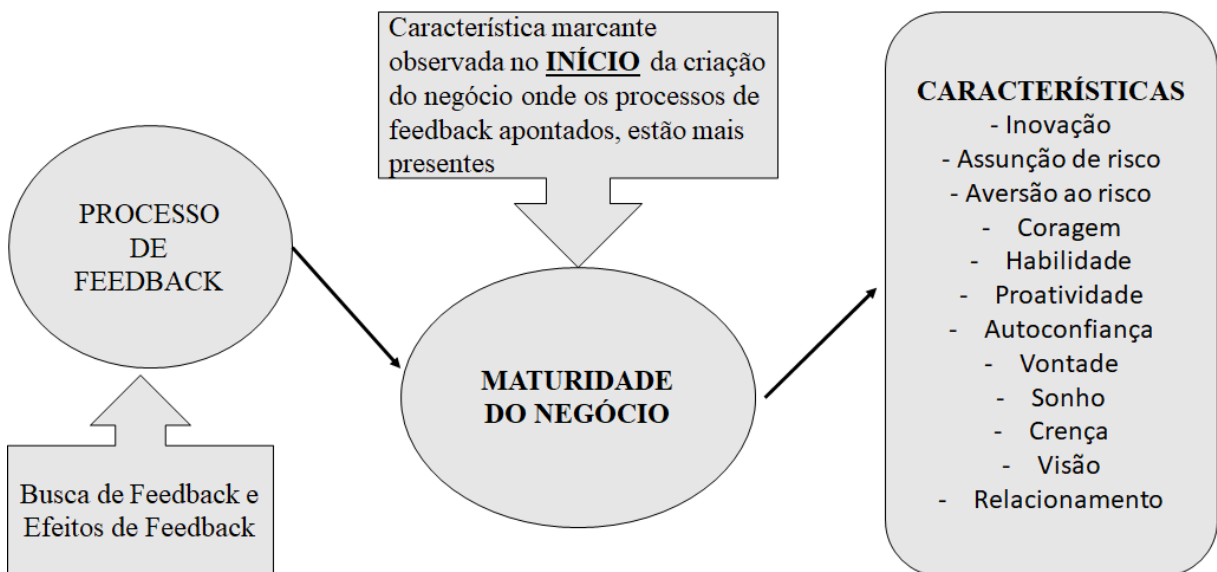 Característica marcante
observada no INÍCIO da criação
do negócio onde os processos de
feedback apontados, estão mais
presentes
PROCESSO
DE
FEEDBACK
Busca de Feedback e
Efeitos de Feedback
MATURIDADE
DO NEGÓCIO
CARACTERÍSTICAS
- Inovação
- Assunção de risco
- Aversão ao risco
- Coragem
- Habilidade
- Proatividade
- Autoconfiança
- Vontade
- Sonho
- Crença
- Visão
- Relacionamento